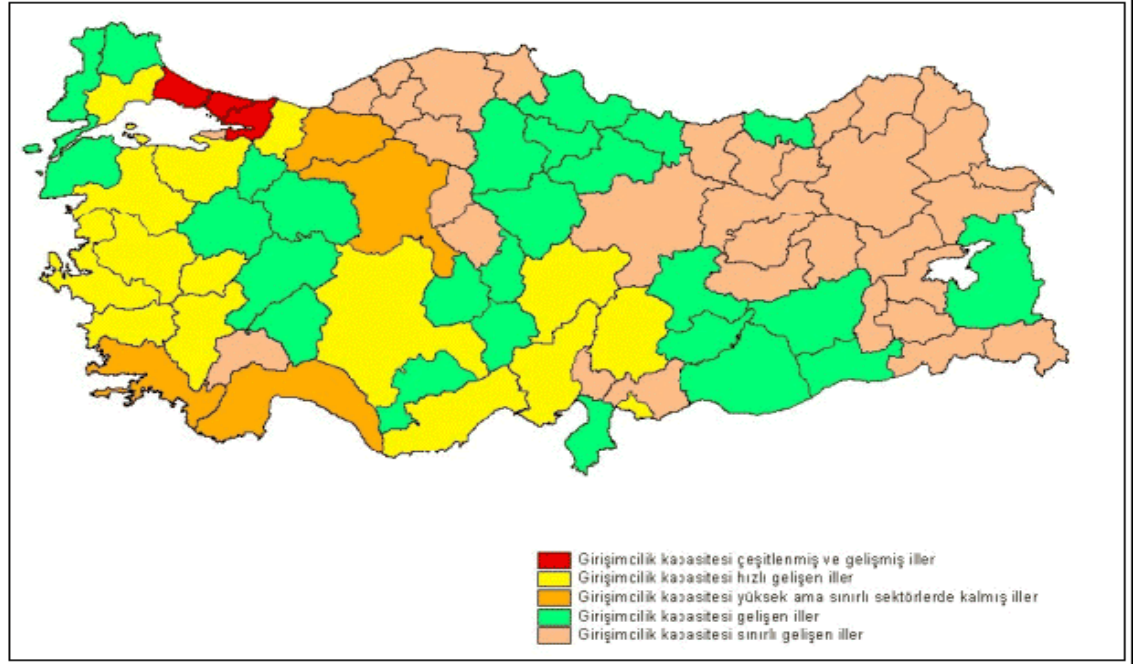 Girişimcilik kapasitesi çeşitlenmiş ve gelişmiş iller
Girişimcilik kapasitesi hızlı gelişen iller
Girişimcilik kapasitesi yüksek ama sınırlı sektörlerde kalmış iller
Girişimcilik kapasitesi gelişen iller
Girişimcilik kapasitesi sınırlı gelişen iller